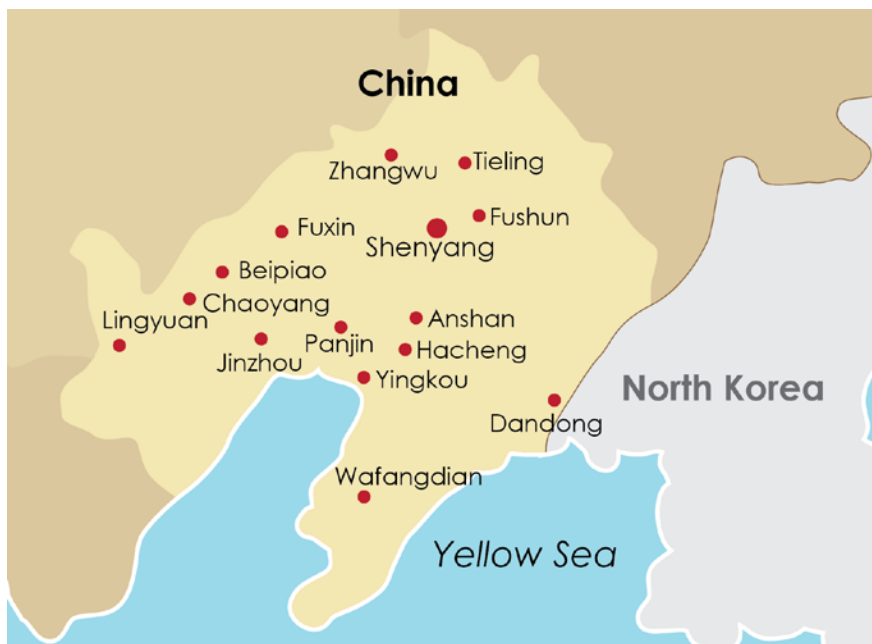 China
Zhangwu
Tieling
Fushun
Fuxin
Shenyang
Beipiao
Chaoyang
Lingyuan
Anshan
Panjin
Jinzhou
Hacheng
Yingkou
North Korea
Dandong
Wafangdian
Yellow Sea